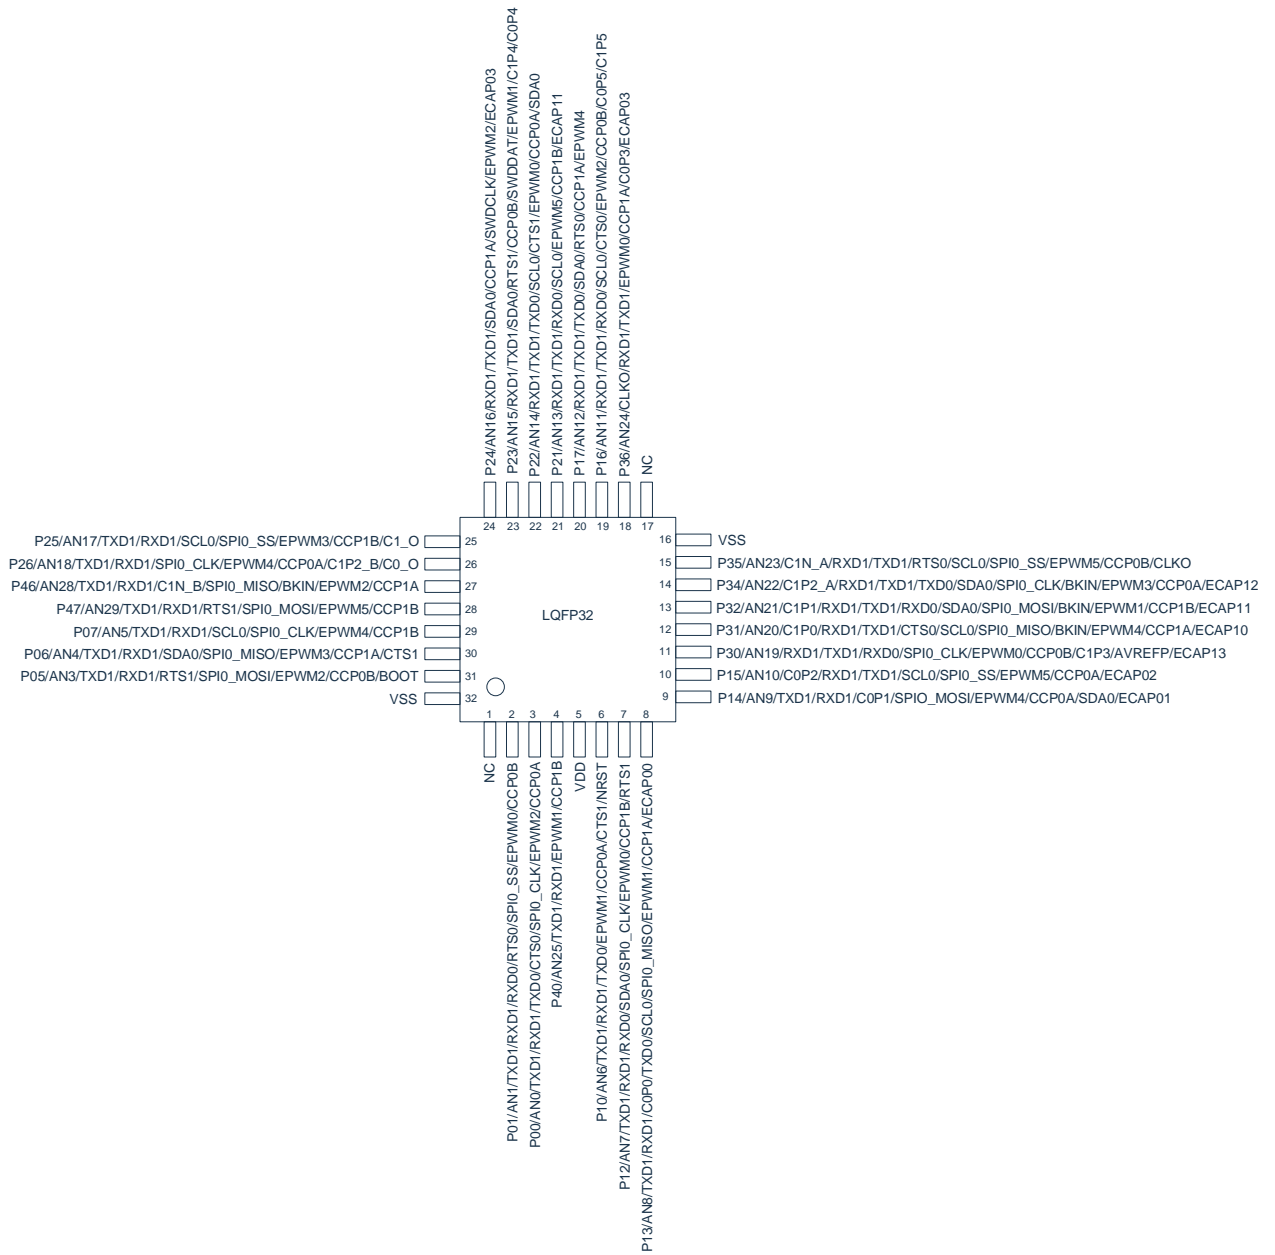 P24/AN16/RXD1/TXD1/SDA0/CCP1A/SWDCLK/EPWM2/ECAP03
P23/AN15/RXD1/TXD1/SDA0/RTS1/CCP0B/SWDDAT/EPWM1/C1P4/C0P4
P22/AN14/RXD1/TXD1/TXD0/SCL0/CTS1/EPWM0/CCP0A/SDA0
P21/AN13/RXD1/TXD1/RXD0/SCL0/EPWM5/CCP1B/ECAP11
P17/AN12/RXD1/TXD1/TXD0/SDA0/RTS0/CCP1A/EPWM4
P16/AN11/RXD1/TXD1/RXD0/SCL0/CTS0/EPWM2/CCP0B/C0P5/C1P5
P36/AN24/CLKO/RXD1/TXD1/EPWM0/CCP1A/C0P3/ECAP03
NC
24 23 22 21 20 19 18 17
P25/AN17/TXD1/RXD1/SCL0/SPI0_SS/EPWM3/CCP1B/C1_O 25
P26/AN18/TXD1/RXD1/SPI0_CLK/EPWM4/CCP0A/C1P2_B/C0_O 26
P46/AN28/TXD1/RXD1/C1N_B/SPI0_MISO/BKIN/EPWM2/CCP1A 27
P47/AN29/TXD1/RXD1/RTS1/SPI0_MOSI/EPWM5/CCP1B 28
P07/AN5/TXD1/RXD1/SCL0/SPI0_CLK/EPWM4/CCP1B 29
P06/AN4/TXD1/RXD1/SDA0/SPI0_MISO/EPWM3/CCP1A/CTS1 30
P05/AN3/TXD1/RXD1/RTS1/SPI0_MOSI/EPWM2/CCP0B/BOOT 31
VSS 32
LQFP32
16 VSS
15 P35/AN23/C1N_A/RXD1/TXD1/RTS0/SCL0/SPI0_SS/EPWM5/CCP0B/CLKO
14 P34/AN22/C1P2_A/RXD1/TXD1/TXD0/SDA0/SPI0_CLK/BKIN/EPWM3/CCP0A/ECAP12
13 P32/AN21/C1P1/RXD1/TXD1/RXD0/SDA0/SPI0_MOSI/BKIN/EPWM1/CCP1B/ECAP11
12 P31/AN20/C1P0/RXD1/TXD1/CTS0/SCL0/SPI0_MISO/BKIN/EPWM4/CCP1A/ECAP10
11 P30/AN19/RXD1/TXD1/RXD0/SPI0_CLK/EPWM0/CCP0B/C1P3/AVREFP/ECAP13
10 P15/AN10/C0P2/RXD1/TXD1/SCL0/SPI0_SS/EPWM5/CCP0A/ECAP02
9 P14/AN9/TXD1/RXD1/C0P1/SPIO_MOSI/EPWM4/CCP0A/SDA0/ECAP01
1 2 3 4 5 6 7 8
NC
P01/AN1/TXD1/RXD1/RXD0/RTS0/SPI0_SS/EPWM0/CCP0B
P00/AN0/TXD1/RXD1/TXD0/CTS0/SPI0_CLK/EPWM2/CCP0A
P40/AN25/TXD1/RXD1/EPWM1/CCP1B
VDD
P10/AN6/TXD1/RXD1/TXD0/EPWM1/CCP0A/CTS1/NRST
P12/AN7/TXD1/RXD1/RXD0/SDA0/SPI0_CLK/EPWM0/CCP1B/RTS1
P13/AN8/TXD1/RXD1/C0P0/TXD0/SCL0/SPI0_MISO/EPWM1/CCP1A/ECAP00